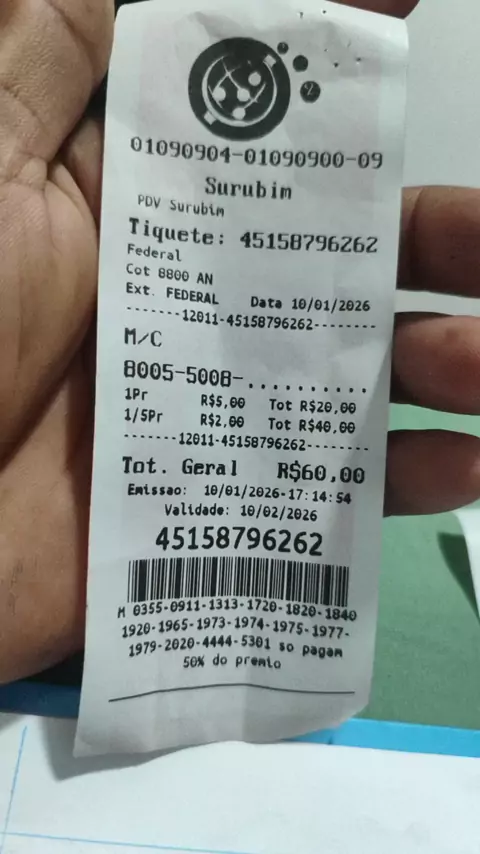 01090904-01090900-09
Surubim
PDV Surubim
Tiquete: 45158796262
Federal
Cot 8800 AN
Ext. FEDERAL Data 10/01/2026
-------12011-45158796262--------
M/C
8005-5008-..........
1Pr R$5,00 Tot R$20,00
1/5Pr R$2,00 Tot R$40,00
-------12011-45158796262--------
Tot. Geral R$60,00
Emissao: 10/01/2026-17:14:54
Validade: 10/02/2026
45158796262
M 0355-0911-1313-1720-1820-1840
1920-1965-1973-1974-1975-1977-
1979-2020-4444-5301 so pagam
50% do premio